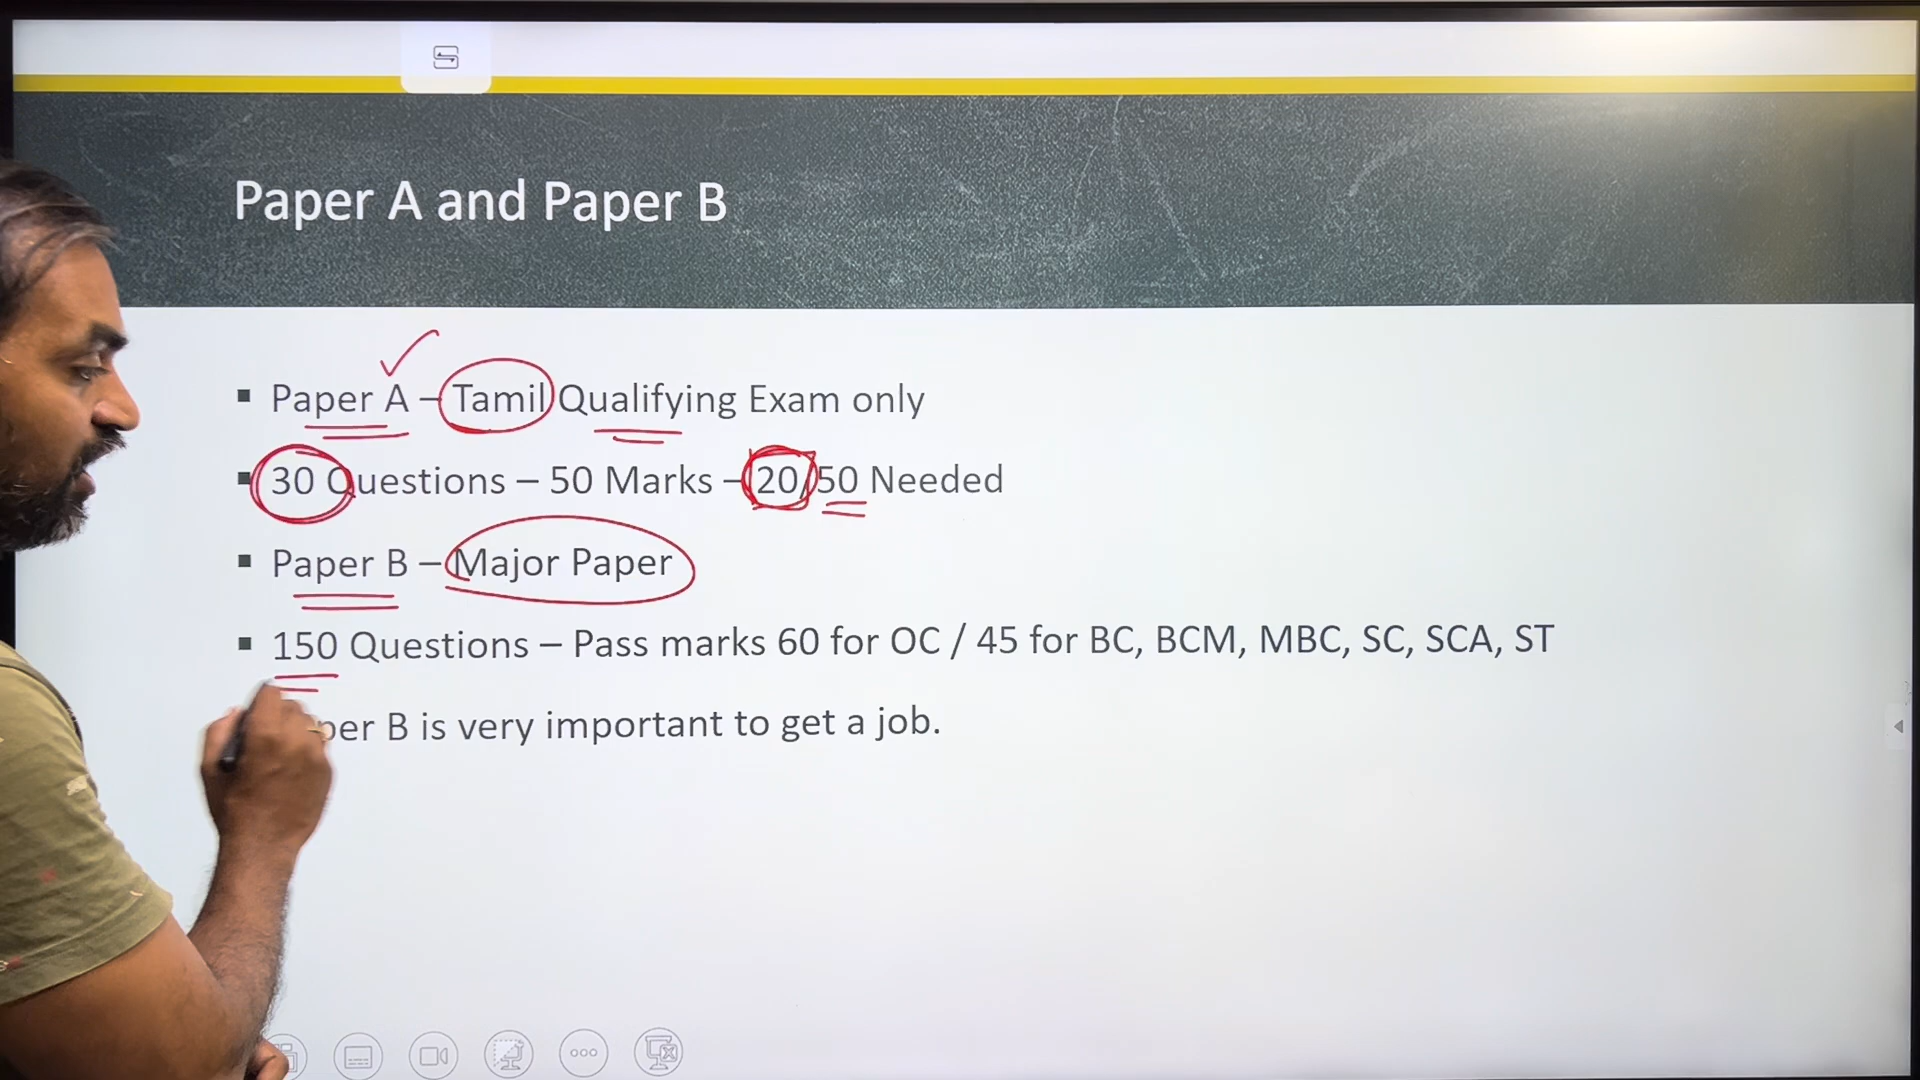 Paper A and Paper B
Paper A – Tamil Qualifying Exam only
30 Questions – 50 Marks – 20/50 Needed
Paper B – Major Paper
150 Questions – Pass marks 60 for OC / 45 for BC, BCM, MBC, SC, SCA, ST
B is very important to get a job.